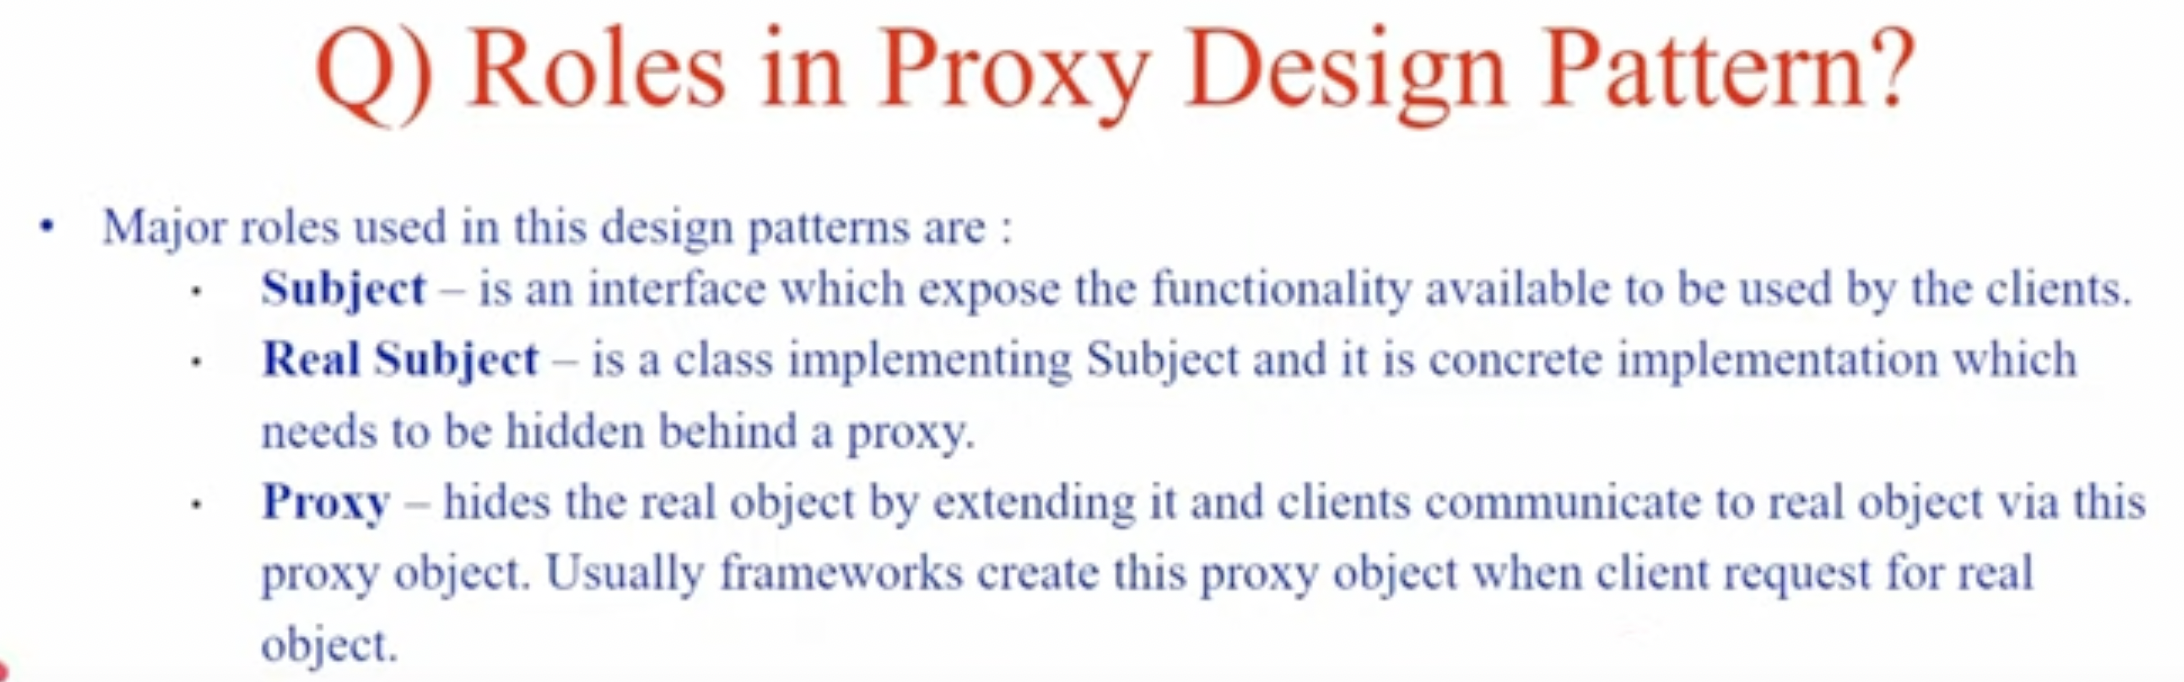 Q) Roles in Proxy Design Pattern?
• Major roles used in this design patterns are :
· Subject – is an interface which expose the functionality available to be used by the clients.
· Real Subject – is a class implementing Subject and it is concrete implementation which
needs to be hidden behind a proxy.
· Proxy – hides the real object by extending it and clients communicate to real object via this
proxy object. Usually frameworks create this proxy object when client request for real
object.